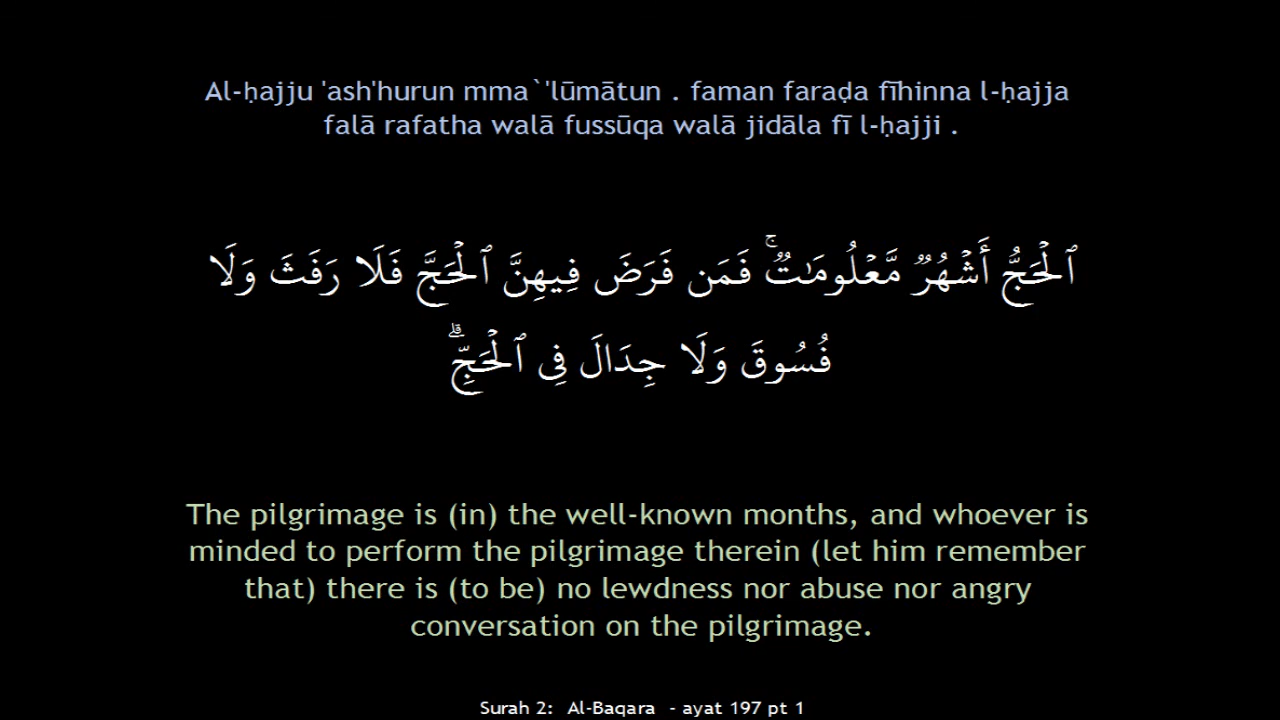 Al-ḥajju 'ash'hurun mma`'lūmātun . faman faraḍa fīhinna l-ḥajja
falā rafatha walā fussūqa walā jidāla fī l-ḥajji .
ٱلْحَجُّ أَشْهُرٌ مَّعْلُومَـٰتٌ ۚ فَمَن فَرَضَ فِيهِنَّ ٱلْحَجَّ فَلَا رَفَثَ وَلَا
فُسُوقَ وَلَا جِدَالَ فِى ٱلْحَجِّ ۗ
The pilgrimage is (in) the well-known months, and whoever is
minded to perform the pilgrimage therein (let him remember
that) there is (to be) no lewdness nor abuse nor angry
conversation on the pilgrimage.
Surah 2: Al-Baqara - ayat 197 pt 1